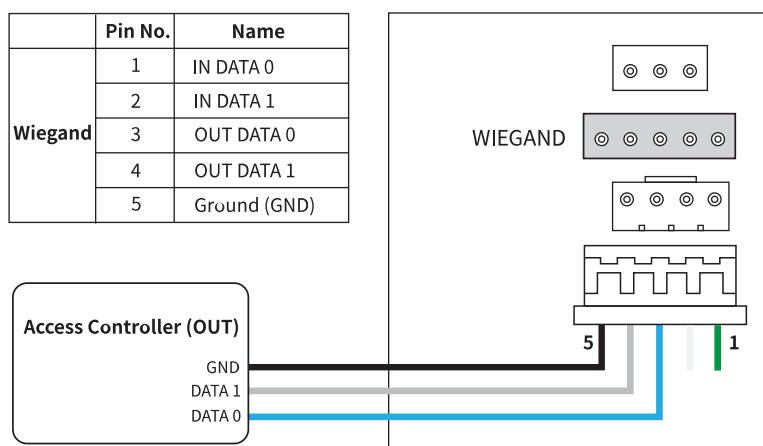 Pin No. Name
Wiegand
1 IN DATA 0
2 IN DATA 1
3 OUT DATA 0
4 OUT DATA 1
5 Ground (GND)
WIEGAND
Access Controller (OUT)
GND
DATA 1
DATA 0
5
1